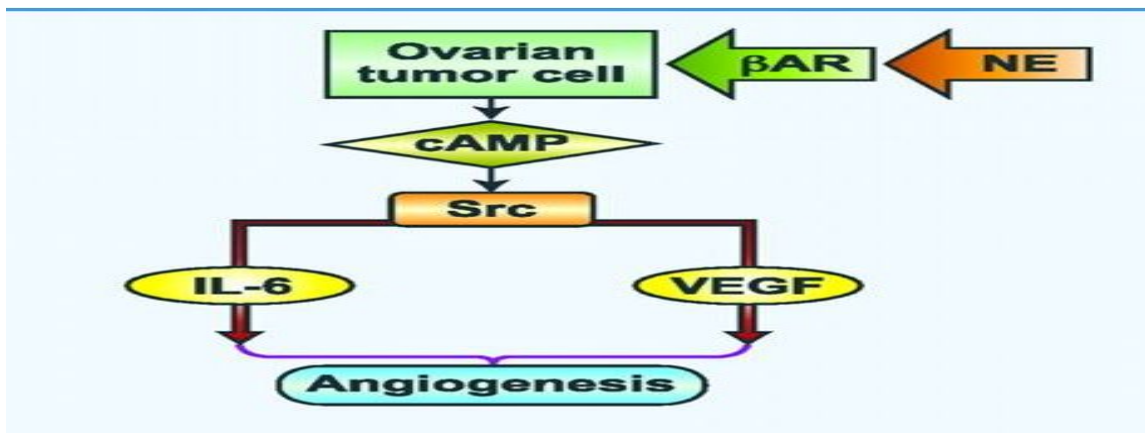 Ovarian
tumor cell
βAR
NE
cAMP
Src
IL-6
VEGF
Angiogenesis